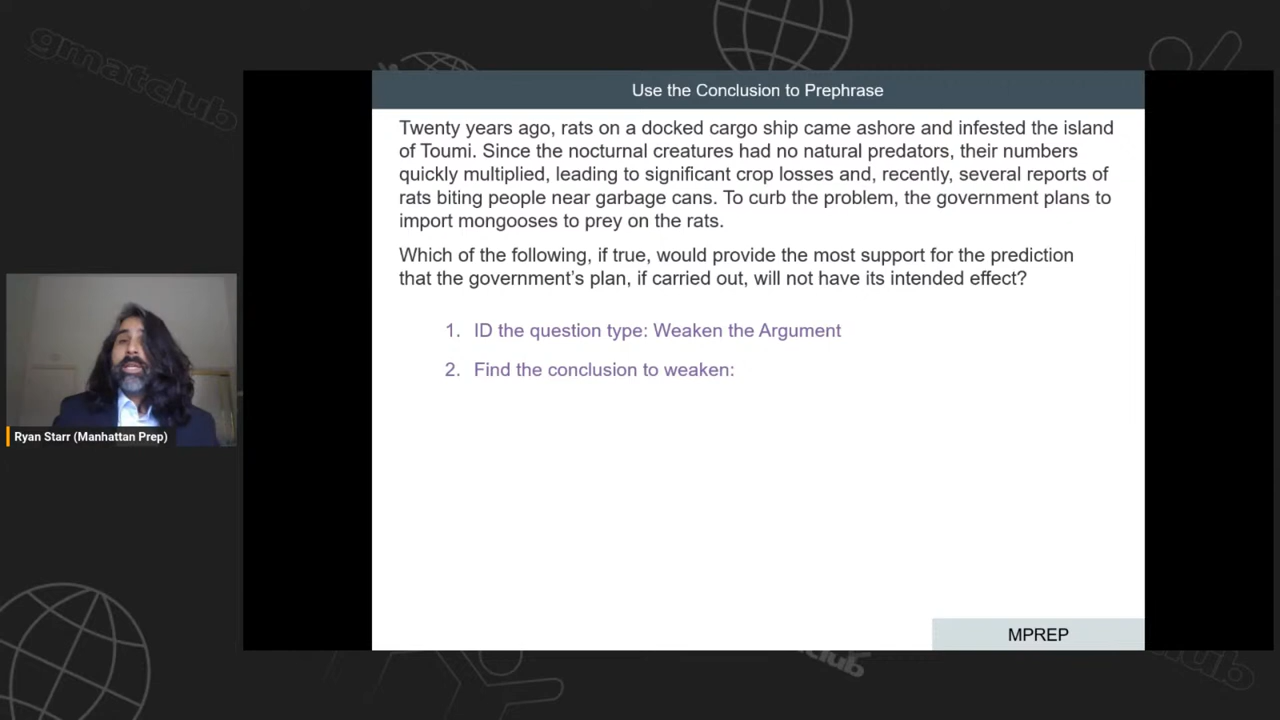 gmatclub
Use the Conclusion to Prephrase
Twenty years ago, rats on a docked cargo ship came ashore and infested the island
of Toumi. Since the nocturnal creatures had no natural predators, their numbers
quickly multiplied, leading to significant crop losses and, recently, several reports of
rats biting people near garbage cans. To curb the problem, the government plans to
import mongooses to prey on the rats.
Which of the following, if true, would provide the most support for the prediction
that the government's plan, if carried out, will not have its intended effect?
1. ID the question type: Weaken the Argument
2. Find the conclusion to weaken:
Ryan Starr (Manhattan Prep)
MPREP
club